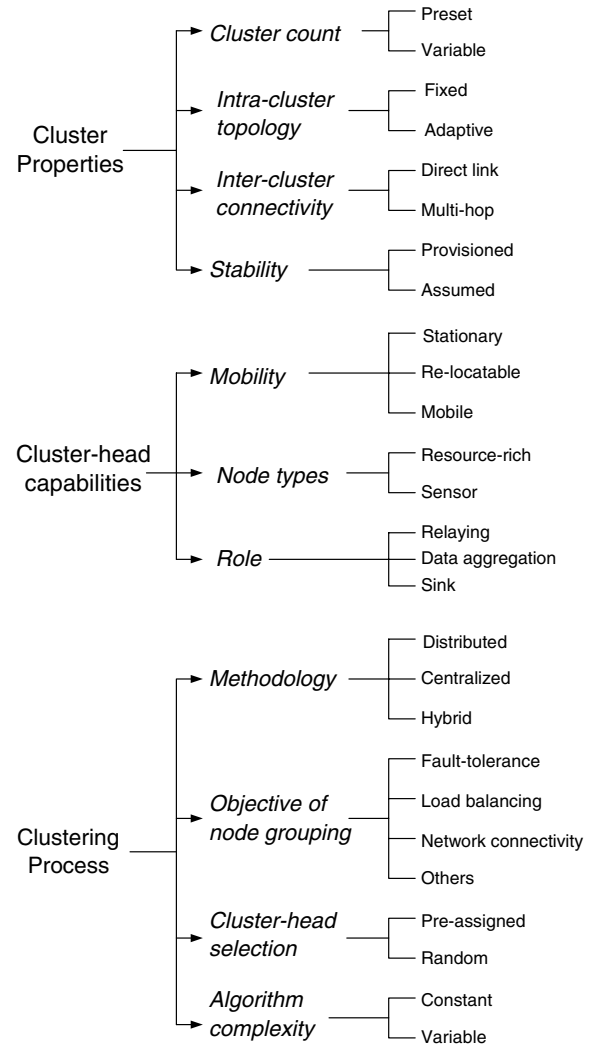 Cluster
Properties
Cluster count
Preset
Variable
Intra-cluster
topology
Fixed
Adaptive
Inter-cluster
connectivity
Direct link
Multi-hop
Stability
Provisioned
Assumed
Cluster-head
capabilities
Mobility
Stationary
Re-locatable
Mobile
Node types
Resource-rich
Sensor
Role
Relaying
Data aggregation
Sink
Clustering
Process
Methodology
Distributed
Centralized
Hybrid
Objective of
node grouping
Fault-tolerance
Load balancing
Network connectivity
Others
Cluster-head
selection
Pre-assigned
Random
Algorithm
complexity
Constant
Variable